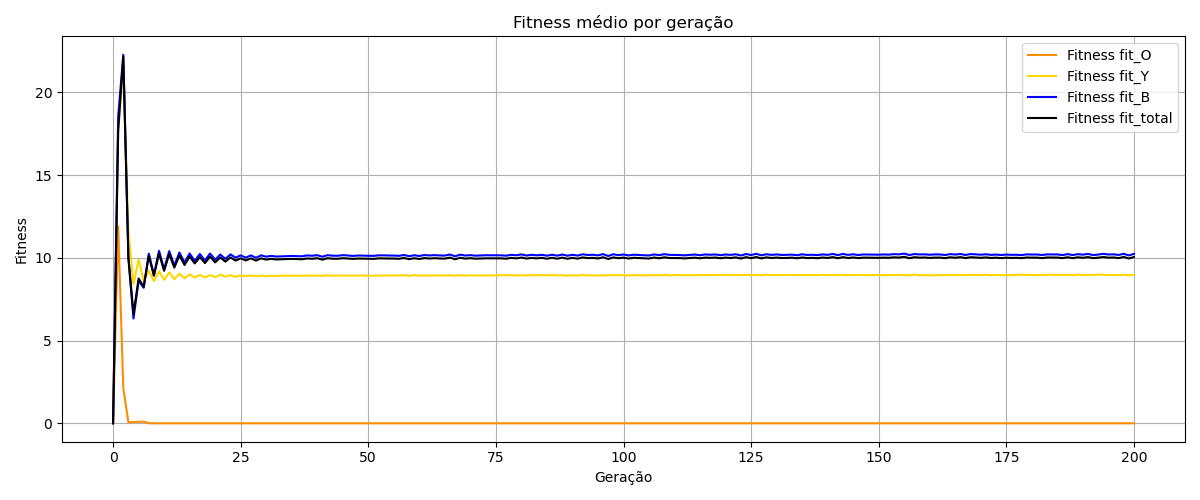 Fitness médio por geração
Fitness fit_O
Fitness fit_Y
Fitness fit_B
Fitness fit_total
Fitness
20
15
10
5
0
0 25 50 75 100 125 150 175 200
Geração